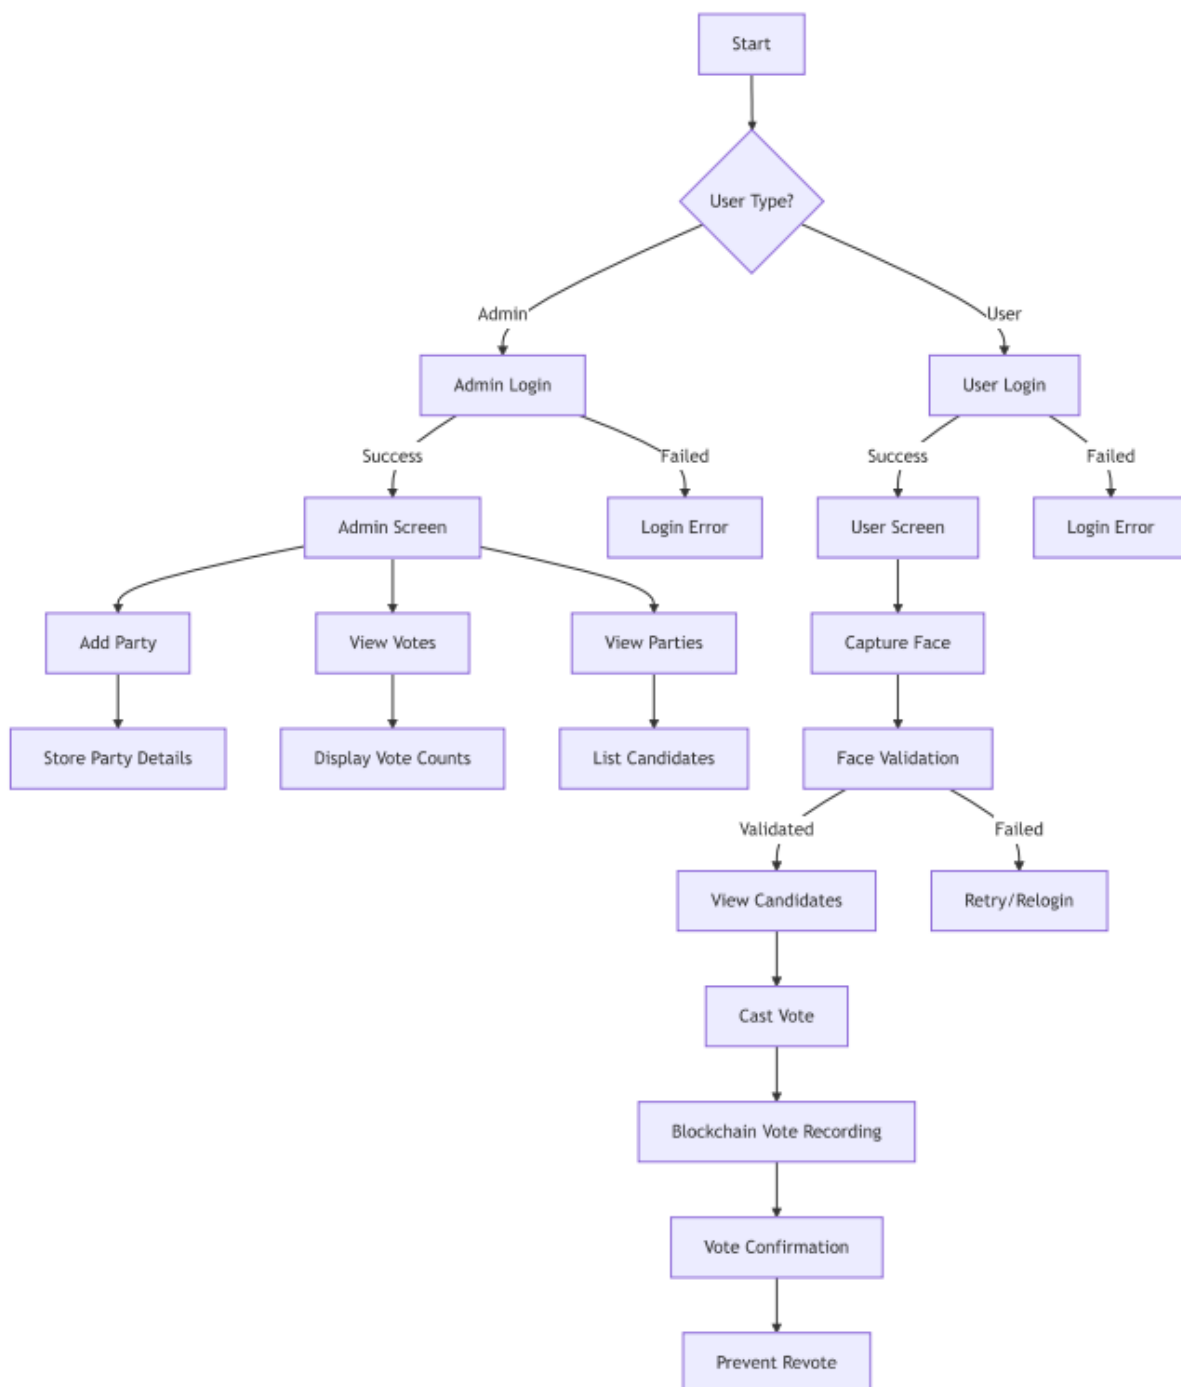 Start
User Type?
Admin
User
Admin Login
User Login
Success
Failed
Success
Failed
Admin Screen
Login Error
User Screen
Login Error
Add Party
View Votes
View Parties
Capture Face
Store Party Details
Display Vote Counts
List Candidates
Face Validation
Validated
Failed
View Candidates
Retry/Relogin
Cast Vote
Blockchain Vote Recording
Vote Confirmation
Prevent Revote